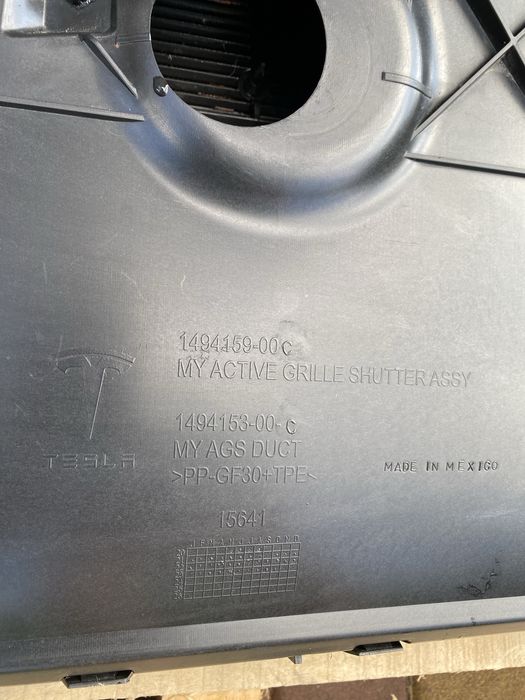 1494159-00 C
MY ACTIVE GRILLE SHUTTER ASSY
1494153-00- C
MY AGS DUCT
>PP-GF30+TPE<
TESLA
MADE IN MEXICO
15641
J F M A M J J A S O N D